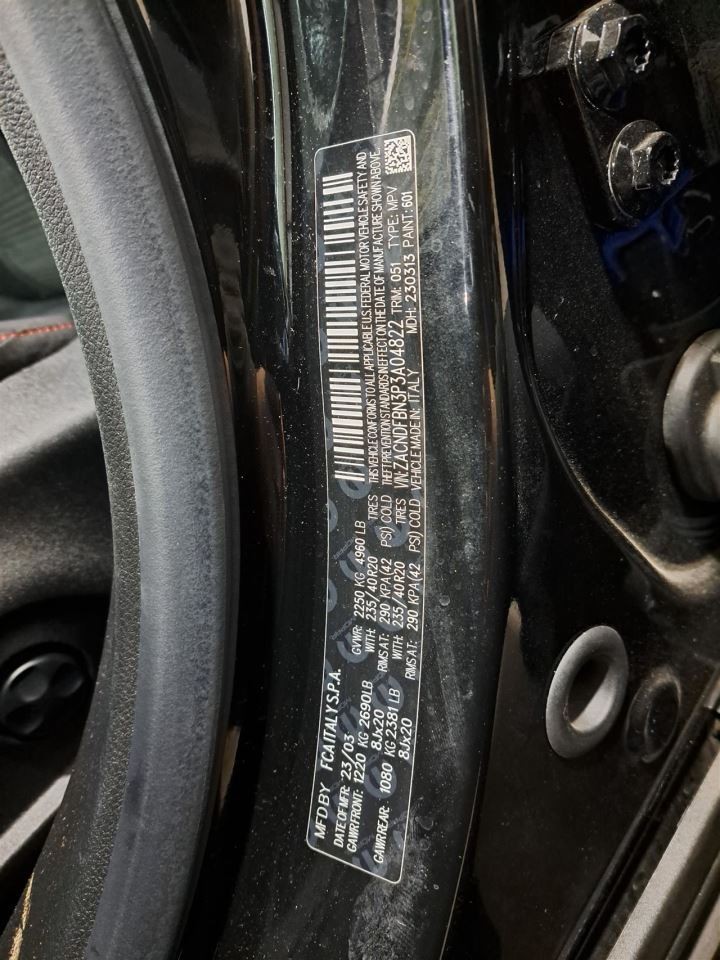 MFD BY FCA ITALY S.P.A.
DATE OF MFR: 23/03 GVWR: 2250 KG 4960 LB
GAWR FRONT: 1220 KG 2690LB WITH: 235/40R20 TIRES
8Jx20 RIMS AT: 290 KPA(42 PSI) COLD
GAWR REAR: 1080 KG 2381LB WITH: 235/40R20 TIRES
8Jx20 RIMS AT: 290 KPA(42 PSI) COLD
THIS VEHICLE CONFORMS TO ALL APPLICABLE U.S. FEDERAL MOTOR VEHICLE SAFETY AND
THEFT PREVENTION STANDARDS IN EFFECT ON THE DATE OF MANUFACTURE SHOWN ABOVE.
VIN: ZACNDFBN3P3A04822 TRIM: 051 TYPE: MPV
VEHICLE MADE IN: ITALY MDH: 230313 PAINT: 601